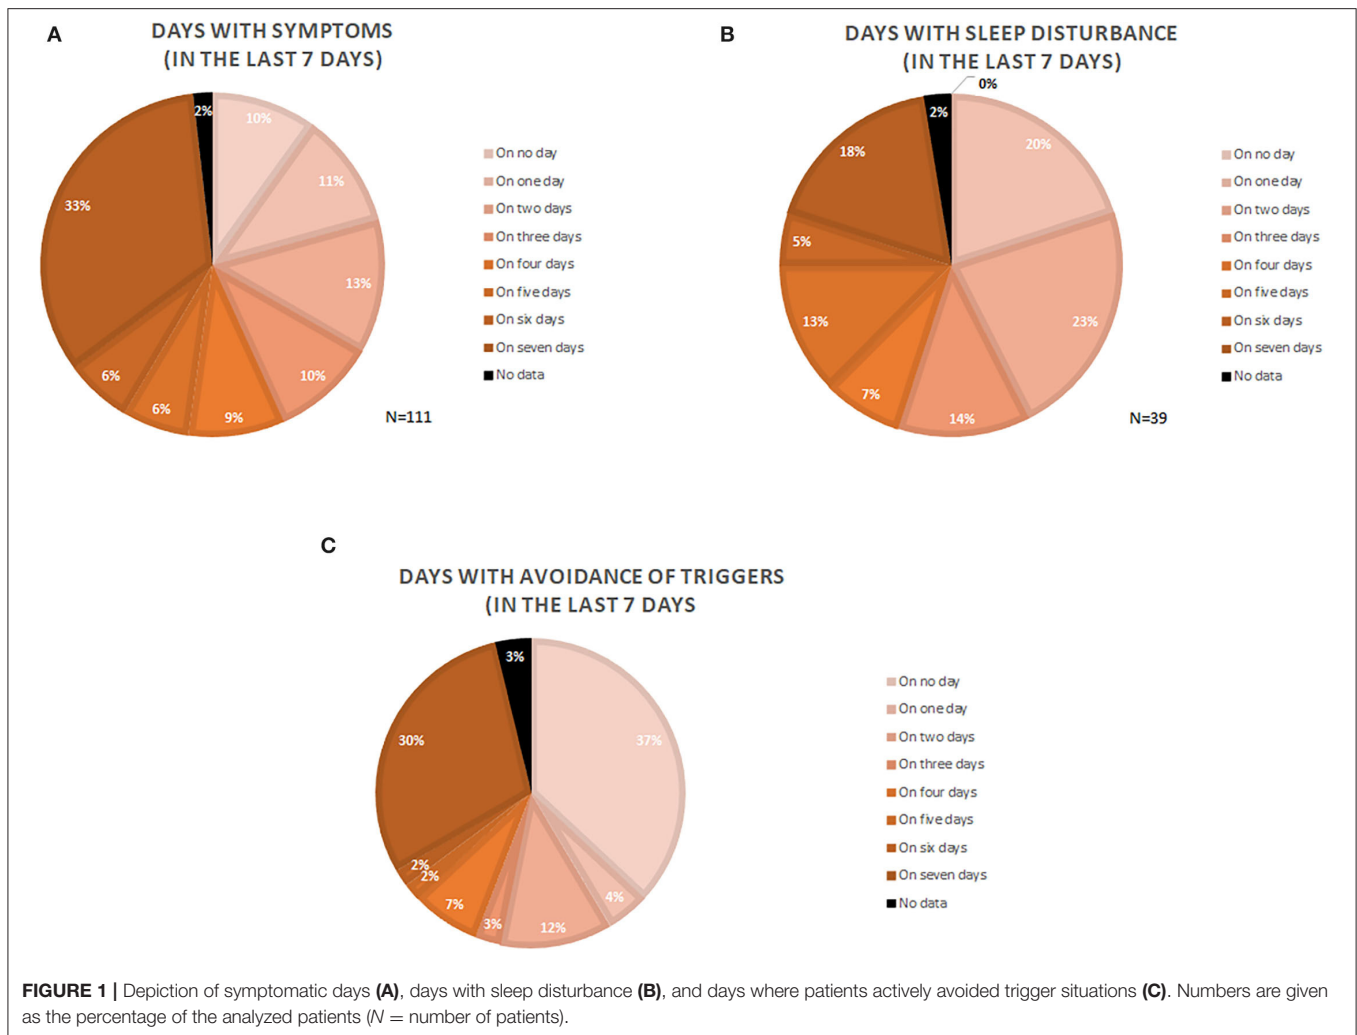 A
DAYS WITH SYMPTOMS
(IN THE LAST 7 DAYS)
2%
10%
11%
13%
10%
9%
6%
6%
33%
On no day
On one day
On two days
On three days
On four days
On five days
On six days
On seven days
No data
N=111
B
DAYS WITH SLEEP DISTURBANCE
(IN THE LAST 7 DAYS)
0%
2%
20%
23%
14%
7%
13%
5%
18%
On no day
On one day
On two days
On three days
On four days
On five days
On six days
On seven days
No data
N=39
C
DAYS WITH AVOIDANCE OF TRIGGERS
(IN THE LAST 7 DAYS
3%
37%
4%
12%
3%
7%
2%
2%
30%
On no day
On one day
On two days
On three days
On four days
On five days
On six days
On seven days
No data
FIGURE 1 | Depiction of symptomatic days (A), days with sleep disturbance (B), and days where patients actively avoided trigger situations (C). Numbers are given
as the percentage of the analyzed patients (N = number of patients).